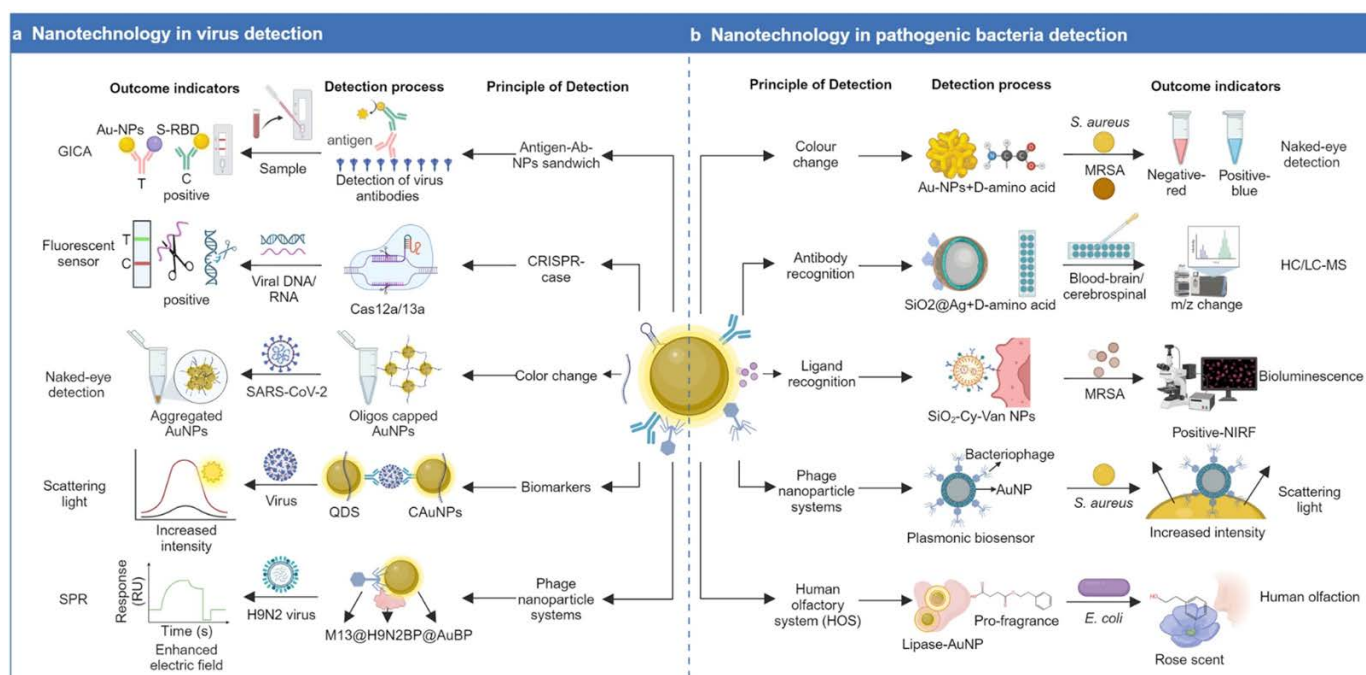 a Nanotechnology in virus detection
Outcome indicators
Detection process
Principle of Detection
GICA
Au-NPs
S-RBD
T
C
positive
Sample
antigen
Detection of virus
antibodies
Antigen-Ab-
NPs sandwich
Fluorescent
sensor
T
C
positive
Viral DNA/
RNA
Cas12a/13a
CRISPR-
case
Naked-eye
detection
Aggregated
AuNPs
SARS-CoV-2
Oligos capped
AuNPs
Color change
Scattering
light
Increased
intensity
Virus
QDS
CAuNPs
Biomarkers
SPR
Response
(RU)
Time (s)
Enhanced
electric field
H9N2 virus
M13@H9N2BP@AuBP
Phage
nanoparticle
systems
b Nanotechnology in pathogenic bacteria detection
Principle of Detection
Detection process
Outcome indicators
Colour
change
Au-NPs+D-amino acid
S. aureus
MRSA
Negative-
red
Positive-
blue
Naked-eye
detection
Antibody
recognition
SiO2@Ag+D-amino acid
Blood-brain/
cerebrospinal
m/z change
HC/LC-MS
Ligand
recognition
SiO₂-Cy-Van NPs
MRSA
Positive-NIRF
Bioluminescence
Phage
nanoparticle
systems
Bacteriophage
AuNP
Plasmonic biosensor
S. aureus
Increased intensity
Scattering
light
Human
olfactory
system (HOS)
Lipase-AuNP
Pro-fragrance
E. coli
Rose scent
Human olfaction